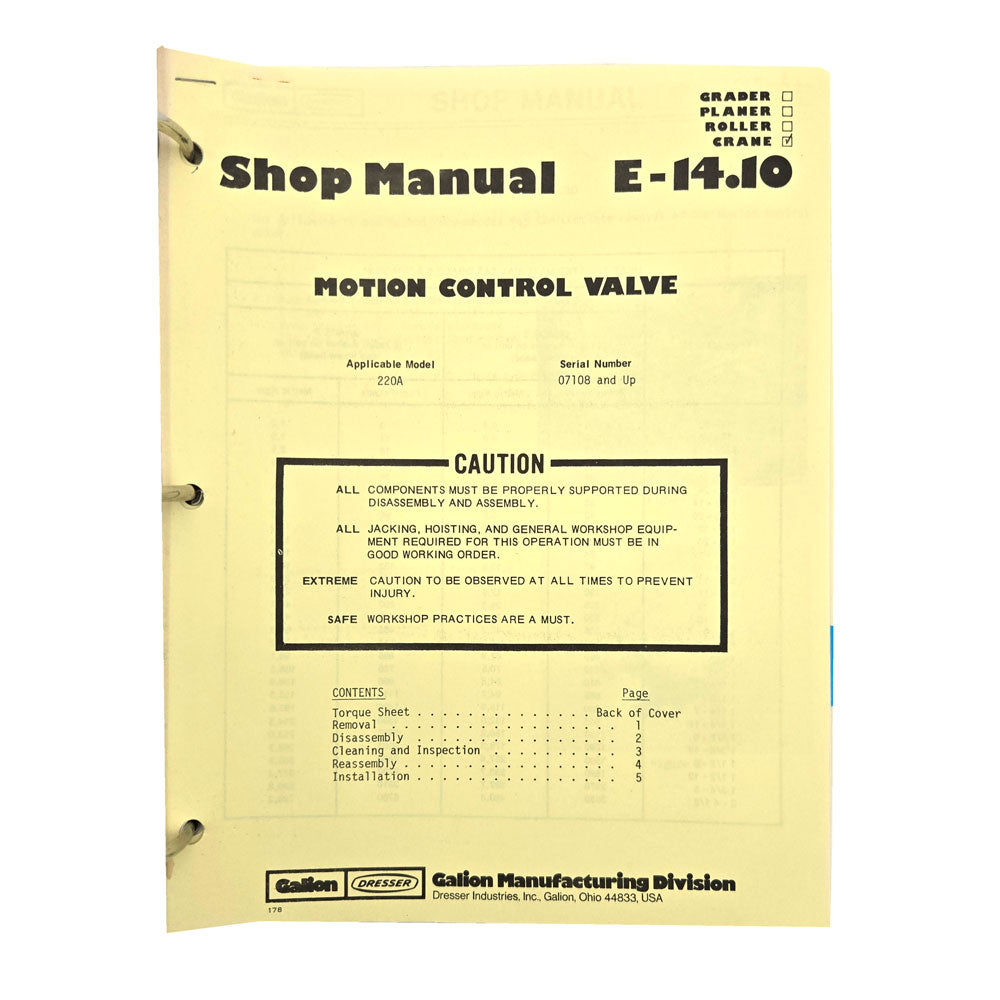 GRADER
PLANER
ROLLER
CRANE
Shop Manual E-14.10
MOTION CONTROL VALVE
Applicable Model Serial Number
220A 07108 and Up
CAUTION
ALL COMPONENTS MUST BE PROPERLY SUPPORTED DURING
DISASSEMBLY AND ASSEMBLY.
ALL JACKING, HOISTING, AND GENERAL WORKSHOP EQUIP-
MENT REQUIRED FOR THIS OPERATION MUST BE IN
GOOD WORKING ORDER.
EXTREME CAUTION TO BE OBSERVED AT ALL TIMES TO PREVENT
INJURY.
SAFE WORKSHOP PRACTICES ARE A MUST.
CONTENTS Page
Torque Sheet . . . . . . . . . . . . . . Back of Cover
Removal . . . . . . . . . . . . . . . . . . 1
Disassembly . . . . . . . . . . . . . . . . . 2
Cleaning and Inspection . . . . . . . . . . 3
Reassembly . . . . . . . . . . . . . . . . . 4
Installation . . . . . . . . . . . . . . . . 5
Galion DRESSER Galion Manufacturing Division
Dresser Industries, Inc., Galion, Ohio 44833, USA
178